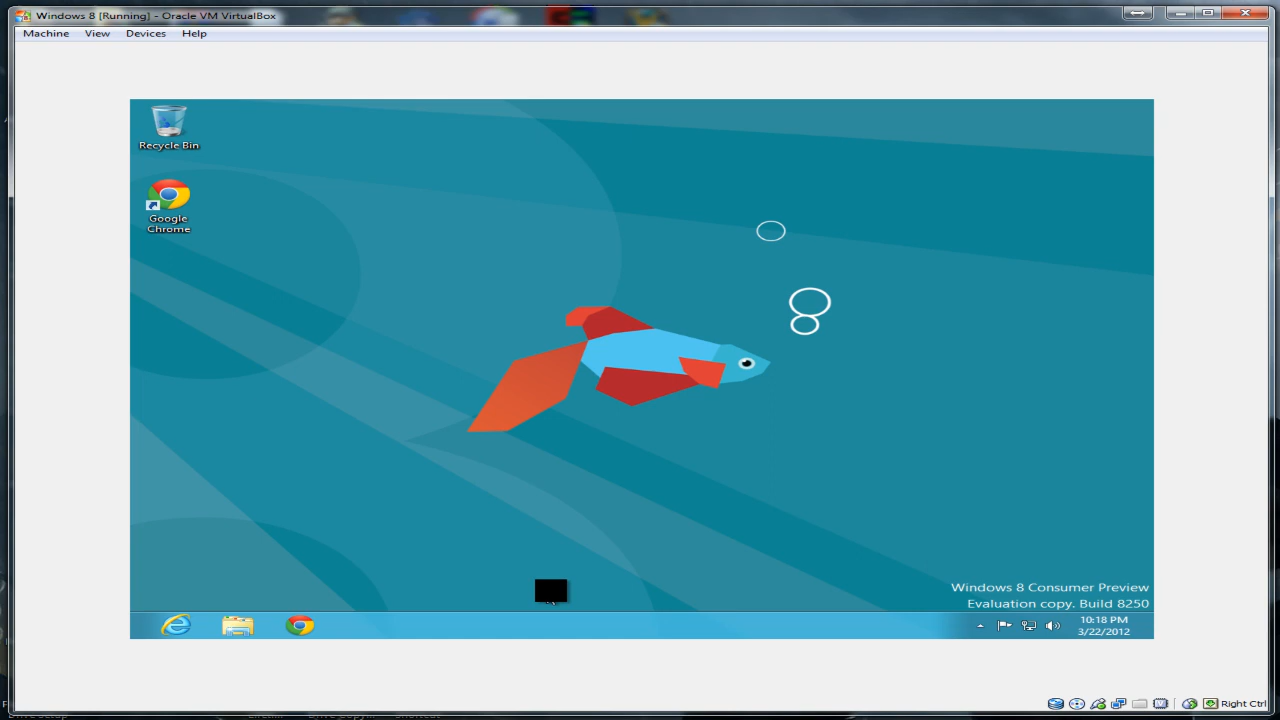 Windows 8 [Running] - Oracle VM VirtualBox
Machine View Devices Help
Recycle Bin
Google
Chrome
Windows 8 Consumer Preview
Evaluation copy. Build 8250
10:18 PM
3/22/2012
Right Ctrl